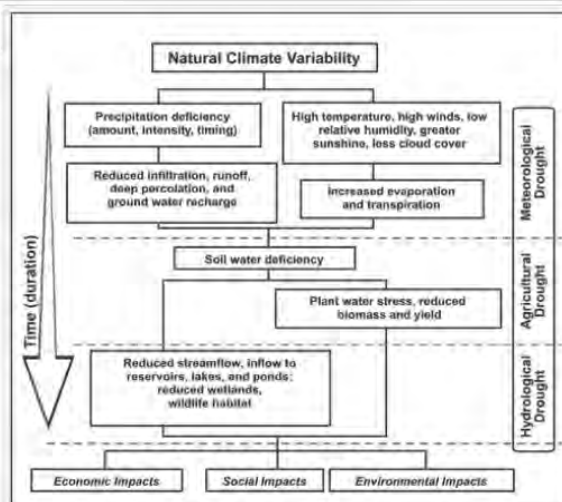 Natural Climate Variability
Precipitation deficiency
(amount, intensity, timing)
High temperature, high winds, low
relative humidity, greater
sunshine, less cloud cover
Reduced infiltration, runoff,
deep percolation, and
ground water recharge
Increased evaporation
and transpiration
Meteorological
Drought
Soil water deficiency
Plant water stress, reduced
biomass and yield
Agricultural
Drought
Reduced streamflow, inflow to
reservoirs, lakes, and ponds;
reduced wetlands,
wildlife habitat
Hydrological
Drought
Time (duration)
Economic Impacts
Social Impacts
Environmental Impacts